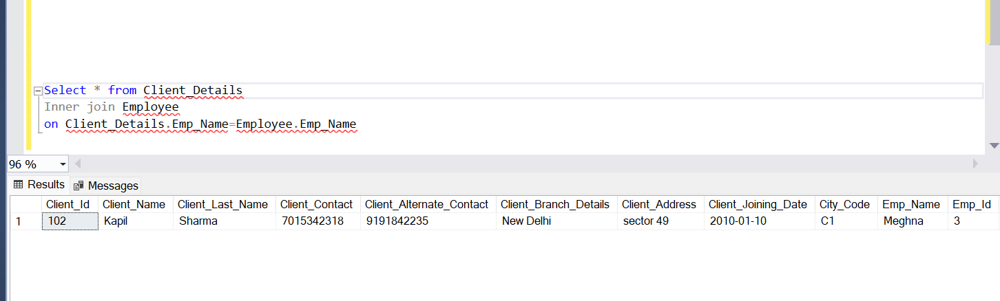 Select * from Client_Details
Inner join Employee
on Client_Details.Emp_Name=Employee.Emp_Name
96 %
Results Messages
Client_Id Client_Name Client_Last_Name Client_Contact Client_Alternate_Contact Client_Branch_Details Client_Address Client_Joining_Date City_Code Emp_Name Emp_Id
1 102 Kapil Sharma 7015342318 9191842235 New Delhi sector 49 2010-01-10 C1 Meghna 3